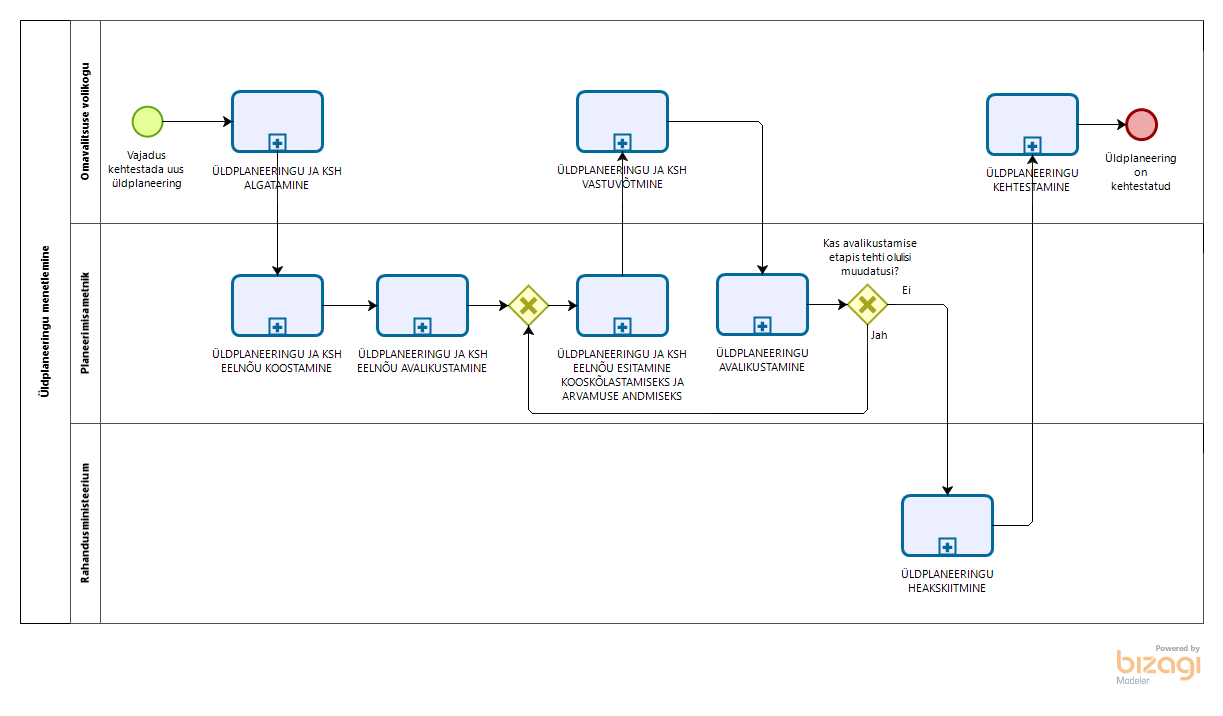 Üldplaneeringu menetlemine
Omavalitsuse volikogu
Vajadus
kehtestada uus
üldplaneering
ÜLDPLANEERINGU JA KSH
ALGATAMINE
ÜLDPLANEERINGU JA KSH
VASTUVÕTMINE
ÜLDPLANEERINGU
KEHTESTAMINE
Üldplaneering
on
kehtestatud
Planeerimisametnik
ÜLDPLANEERINGU JA KSH
EELNÕU KOOSTAMINE
ÜLDPLANEERINGU JA KSH
EELNÕU AVALIKUSTAMINE
ÜLDPLANEERINGU JA KSH
EELNÕU ESITAMINE
KOOSKÕLASTAMISEKS JA
ARVAMUSE ANDMISEKS
ÜLDPLANEERINGU
AVALIKUSTAMINE
Kas avalikustamise
etapis tehti olulisi
muudatusi?
Ei
Jah
Rahandusministeerium
ÜLDPLANEERINGU
HEAKSKIITMINE
Powered by
bizagi
Modeler